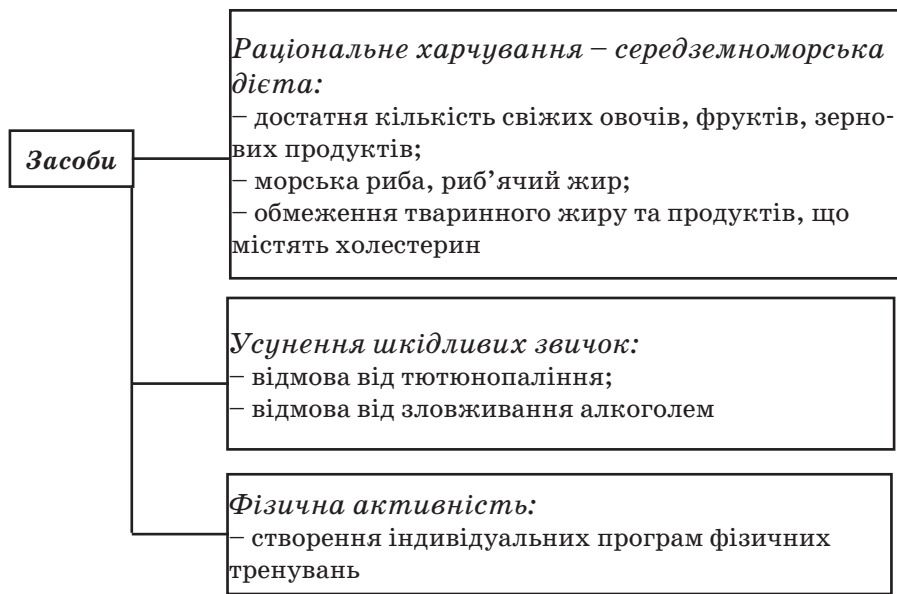 Засоби
Раціональне харчування – середземноморська
дієта:
– достатня кількість свіжих овочів, фруктів, зерно-
вих продуктів;
– морська риба, риб’ячий жир;
– обмеження тваринного жиру та продуктів, що
містять холестерин
Усунення шкідливих звичок:
– відмова від тютюнопаління;
– відмова від зловживання алкоголем
Фізична активність:
– створення індивідуальних програм фізичних
тренувань